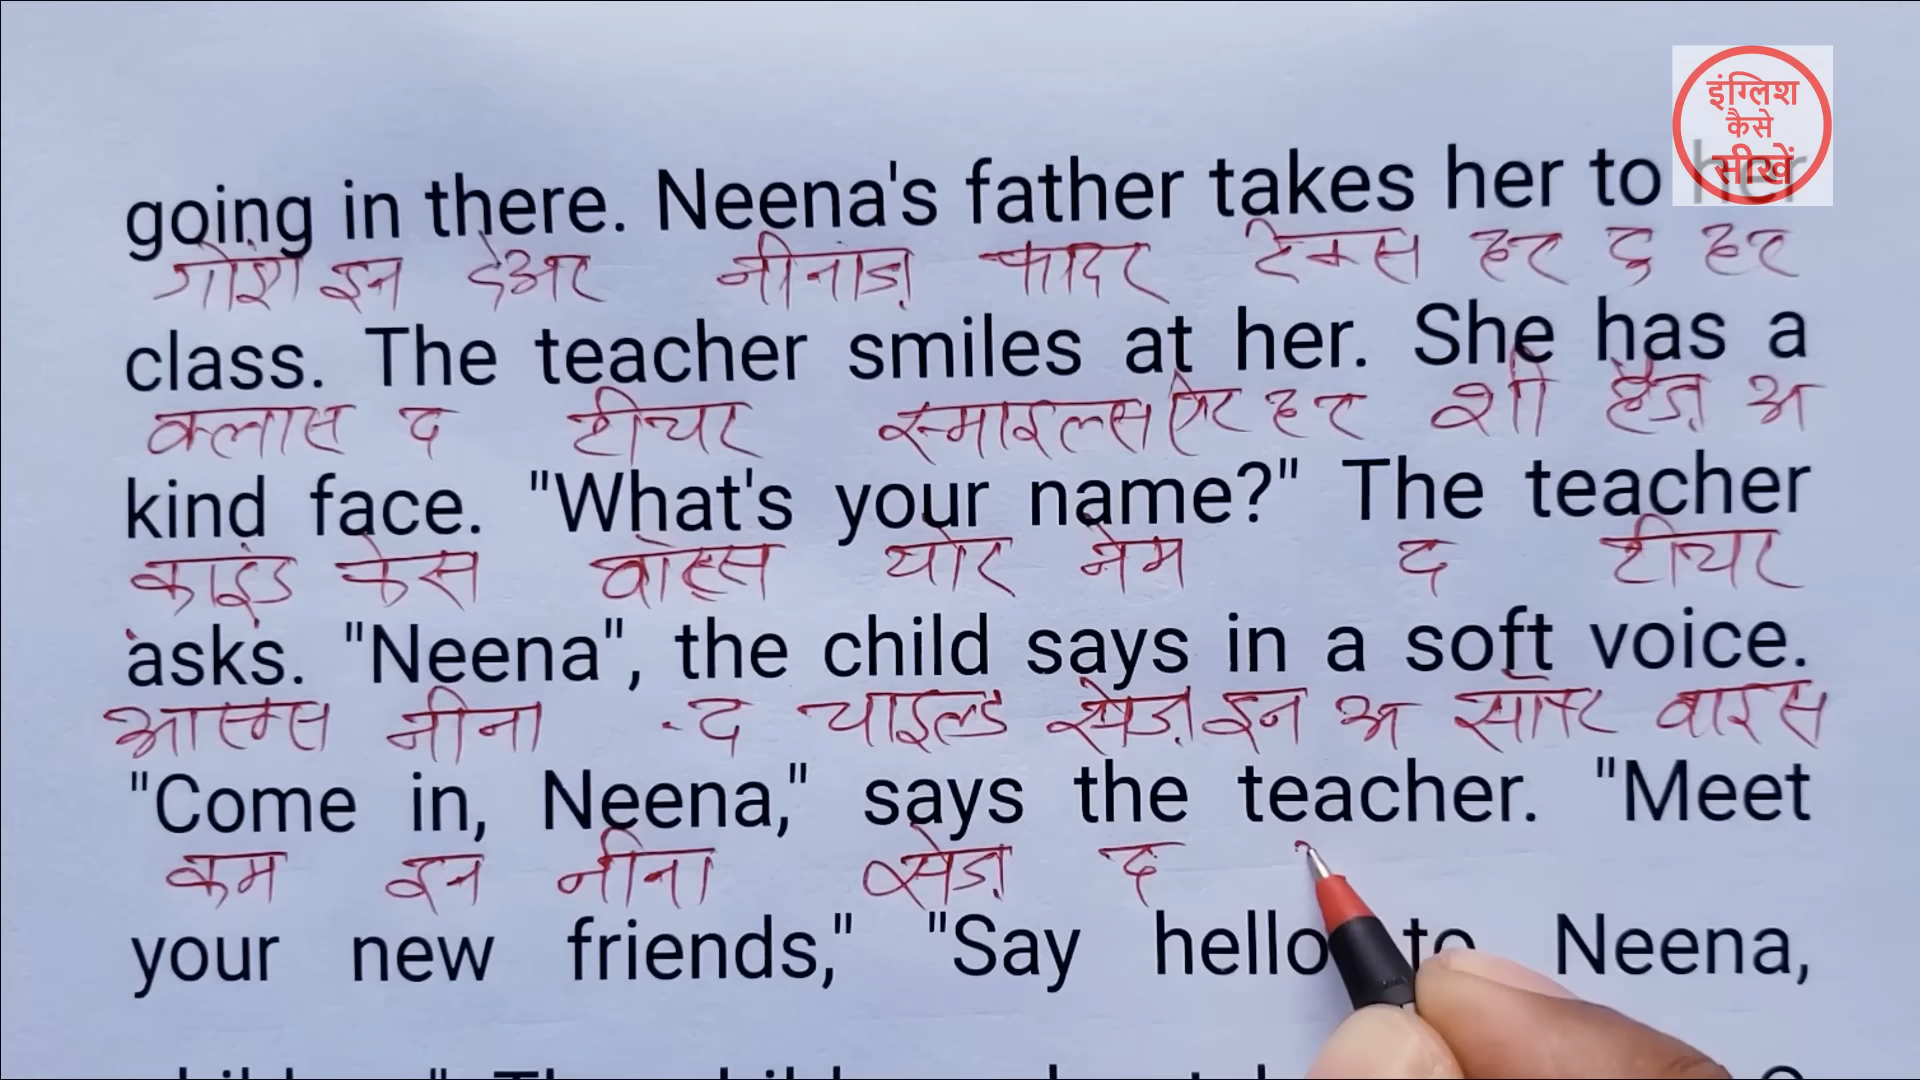 इंग्लिश
कैसे
सीखें
going in there. Neena's father takes her to her
गोइंग इन देअर नीनाज़ फादर टेक्स हर टु हर
class. The teacher smiles at her. She has a
क्लास द टीचर स्माइल्स ऐट हर शी हैज़ अ
kind face. "What's your name?" The teacher
काइंड फेस वॉट्स योर नेम द टीचर
asks. "Neena", the child says in a soft voice.
आस्क्स नीना द चाइल्ड सेज़ इन अ सॉफ्ट वाइस
"Come in, Neena," says the teacher. "Meet
कम इन नीना सेज़ द
your new friends," "Say hello to Neena,